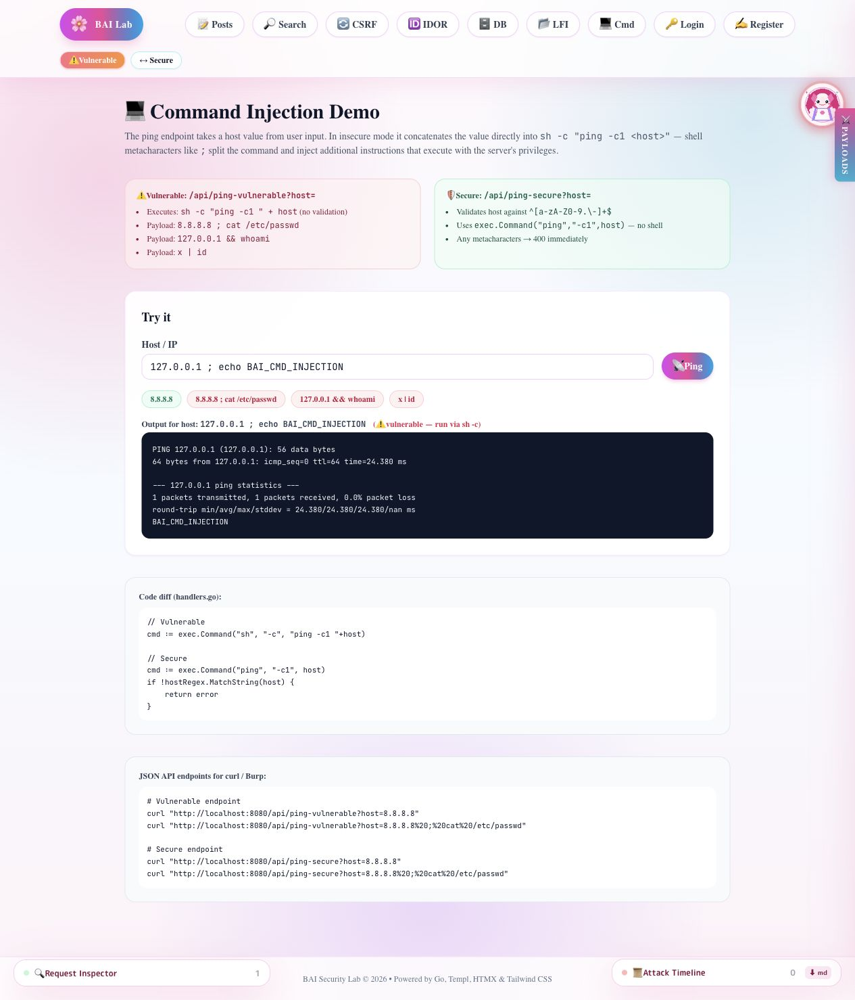 BAI Lab
Posts
Search
CSRF
IDOR
DB
LFI
Cmd
Login
Register
Vulnerable
↔ Secure
Command Injection Demo
The ping endpoint takes a host value from user input. In insecure mode it concatenates the value directly into sh -c "ping -c1 <host>" — shell
metacharacters like ; split the command and inject additional instructions that execute with the server's privileges.
PAYLOADS
Vulnerable: /api/ping-vulnerable?host=
• Executes: sh -c "ping -c1 " + host (no validation)
• Payload: 8.8.8.8 ; cat /etc/passwd
• Payload: 127.0.0.1 && whoami
• Payload: x | id
Secure: /api/ping-secure?host=
• Validates host against ^[a-zA-Z0-9.\-]+$
• Uses exec.Command("ping","-c1",host) — no shell
• Any metacharacters → 400 immediately
Try it
Host / IP
127.0.0.1 ; echo BAI_CMD_INJECTION
Ping
8.8.8.8
8.8.8.8 ; cat /etc/passwd
127.0.0.1 && whoami
x | id
Output for host: 127.0.0.1 ; echo BAI_CMD_INJECTION (⚠️vulnerable — run via sh -c)
PING 127.0.0.1 (127.0.0.1): 56 data bytes
64 bytes from 127.0.0.1: icmp_seq=0 ttl=64 time=24.380 ms
--- 127.0.0.1 ping statistics ---
1 packets transmitted, 1 packets received, 0.0% packet loss
round-trip min/avg/max/stddev = 24.380/24.380/24.380/nan ms
BAI_CMD_INJECTION
Code diff (handlers.go):
// Vulnerable
cmd := exec.Command("sh", "-c", "ping -c1 "+host)
// Secure
cmd := exec.Command("ping", "-c1", host)
if !hostRegex.MatchString(host) {
    return error
}
JSON API endpoints for curl / Burp:
# Vulnerable endpoint
curl "http://localhost:8080/api/ping-vulnerable?host=8.8.8.8"
curl "http://localhost:8080/api/ping-vulnerable?host=8.8.8.8%20;%20cat%20/etc/passwd"
# Secure endpoint
curl "http://localhost:8080/api/ping-secure?host=8.8.8.8"
curl "http://localhost:8080/api/ping-secure?host=8.8.8.8%20;%20cat%20/etc/passwd"
Request Inspector 1
BAI Security Lab © 2026 • Powered by Go, Templ, HTMX & Tailwind CSS
Attack Timeline 0 ⬇ md